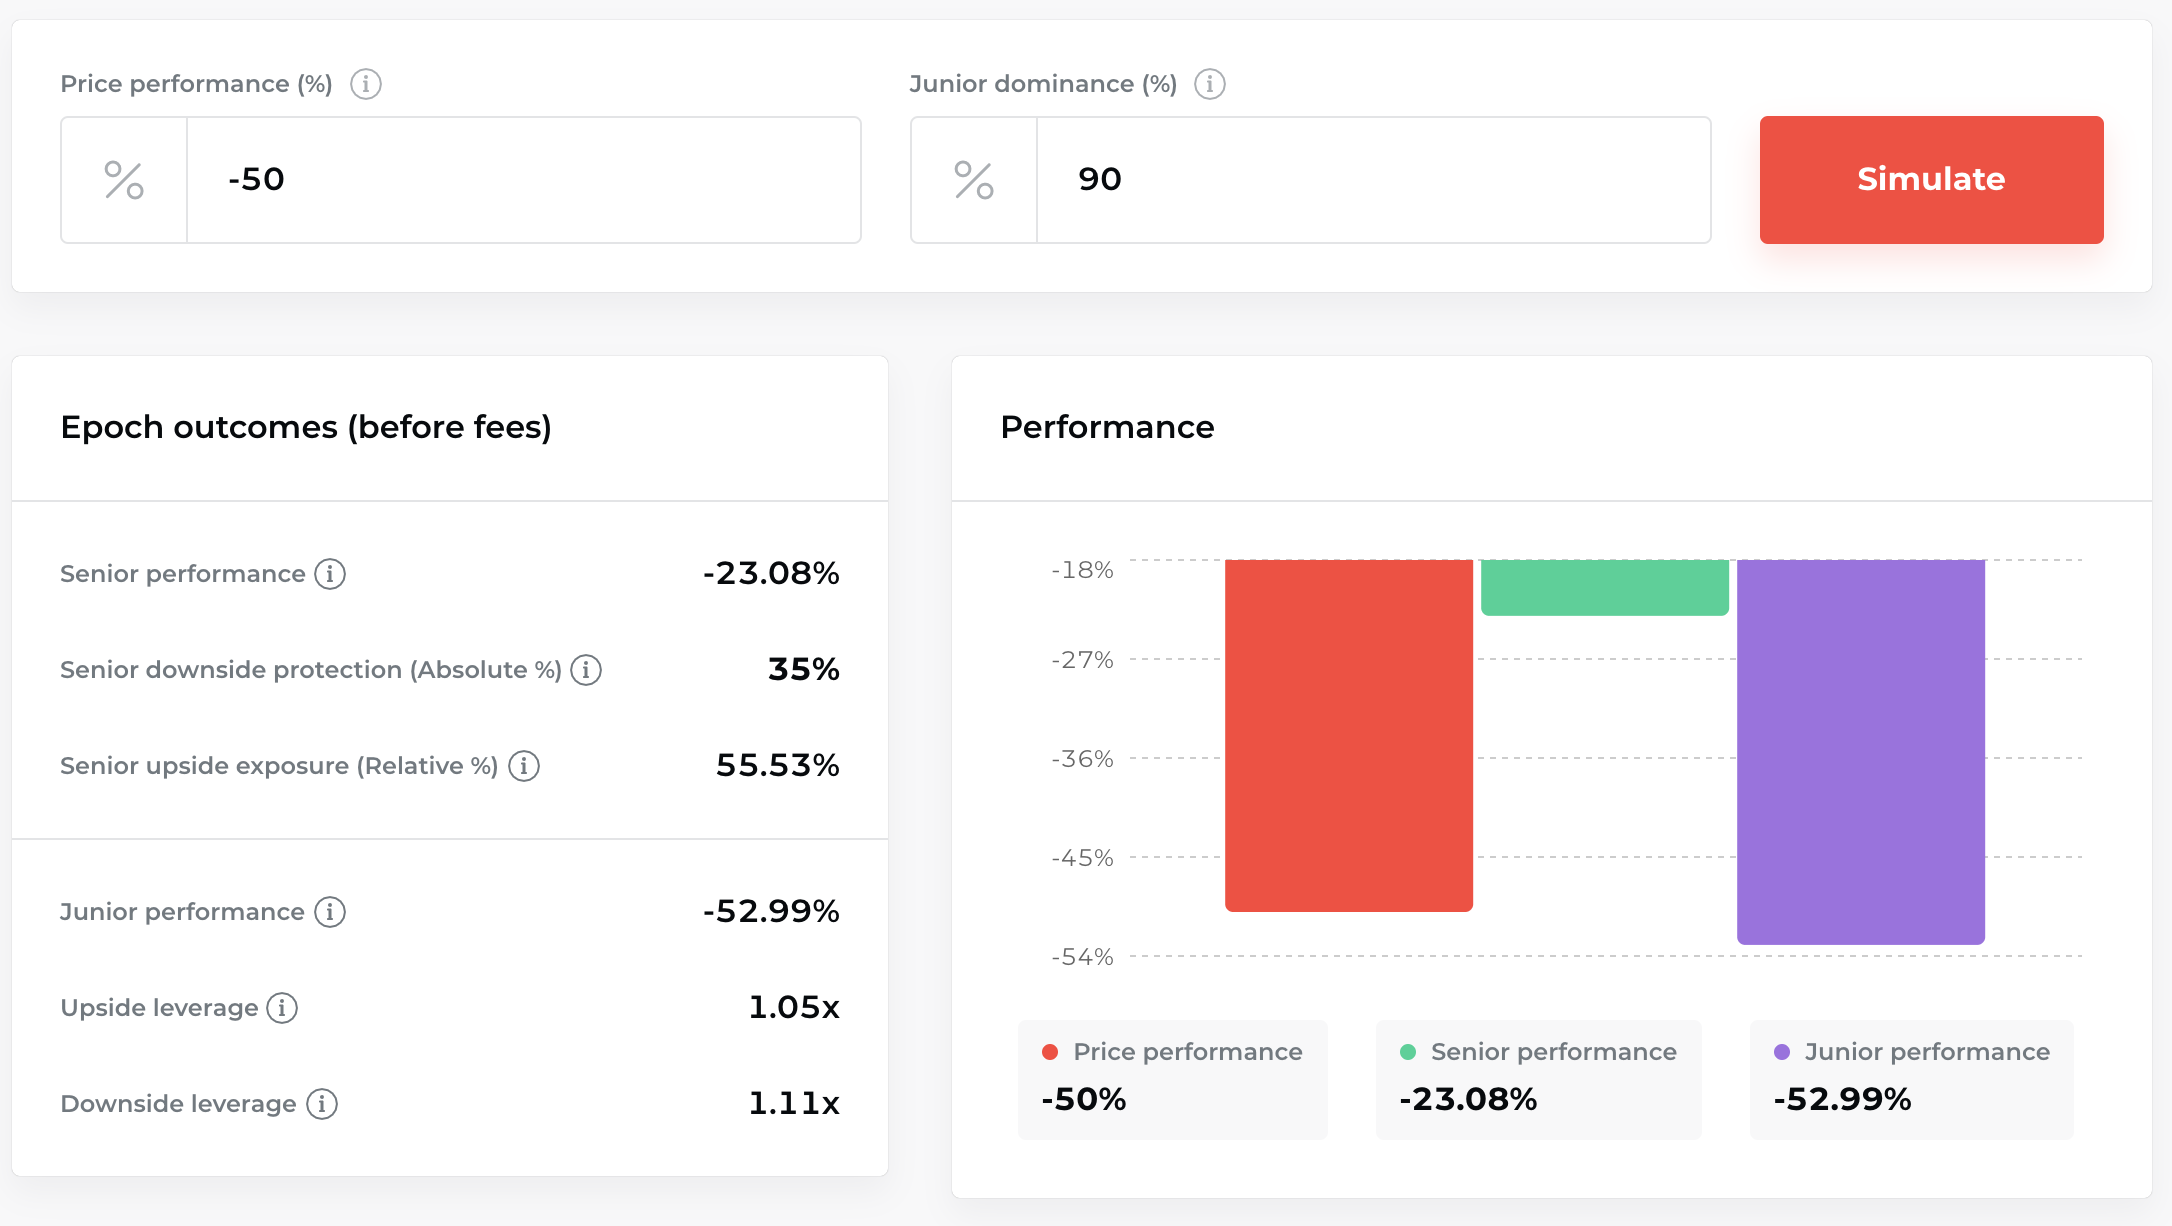 Price performance (%)
Junior dominance (%)
% -50
% 90
Simulate
Epoch outcomes (before fees)
Senior performance -23.08%
Senior downside protection (Absolute %) 35%
Senior upside exposure (Relative %) 55.53%
Junior performance -52.99%
Upside leverage 1.05x
Downside leverage 1.11x
Performance
-18%
-27%
-36%
-45%
-54%
Price performance
-50%
Senior performance
-23.08%
Junior performance
-52.99%